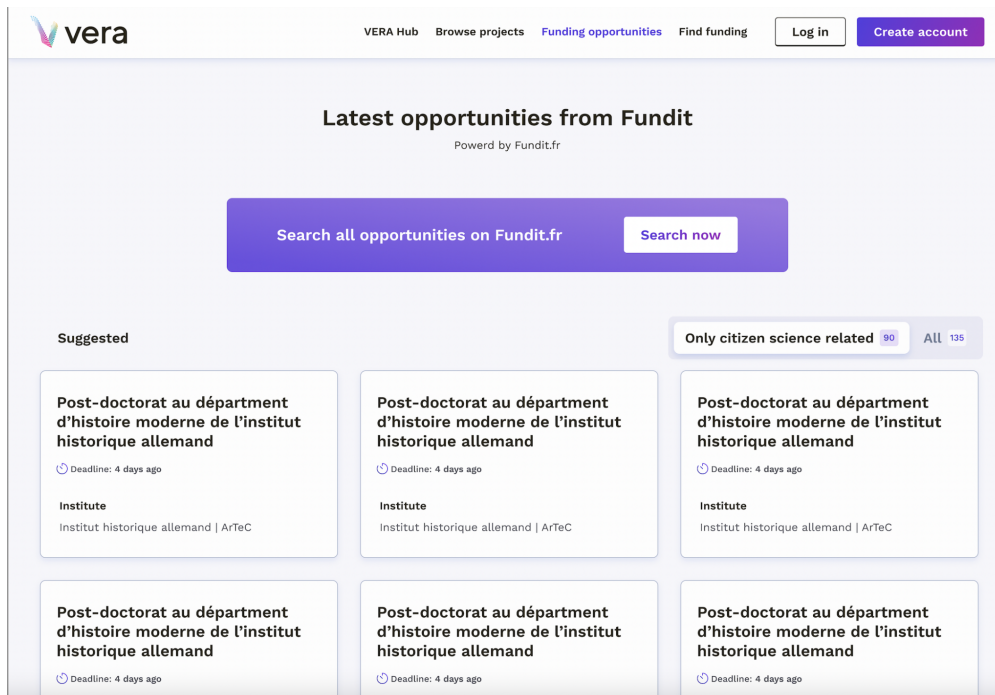 vera
VERA Hub Browse projects Funding opportunities Find funding Log in Create account
Latest opportunities from Fundit
Powerd by Fundit.fr
Search all opportunities on Fundit.fr Search now
Suggested Only citizen science related 90 All 135
Post-doctorat au départment
d’histoire moderne de l’institut
historique allemand
Deadline: 4 days ago
Institute
Institut historique allemand | ArTeC
Post-doctorat au départment
d’histoire moderne de l’institut
historique allemand
Deadline: 4 days ago
Institute
Institut historique allemand | ArTeC
Post-doctorat au départment
d’histoire moderne de l’institut
historique allemand
Deadline: 4 days ago
Institute
Institut historique allemand | ArTeC
Post-doctorat au départment
d’histoire moderne de l’institut
historique allemand
Deadline: 4 days ago
Post-doctorat au départment
d’histoire moderne de l’institut
historique allemand
Deadline: 4 days ago
Post-doctorat au départment
d’histoire moderne de l’institut
historique allemand
Deadline: 4 days ago